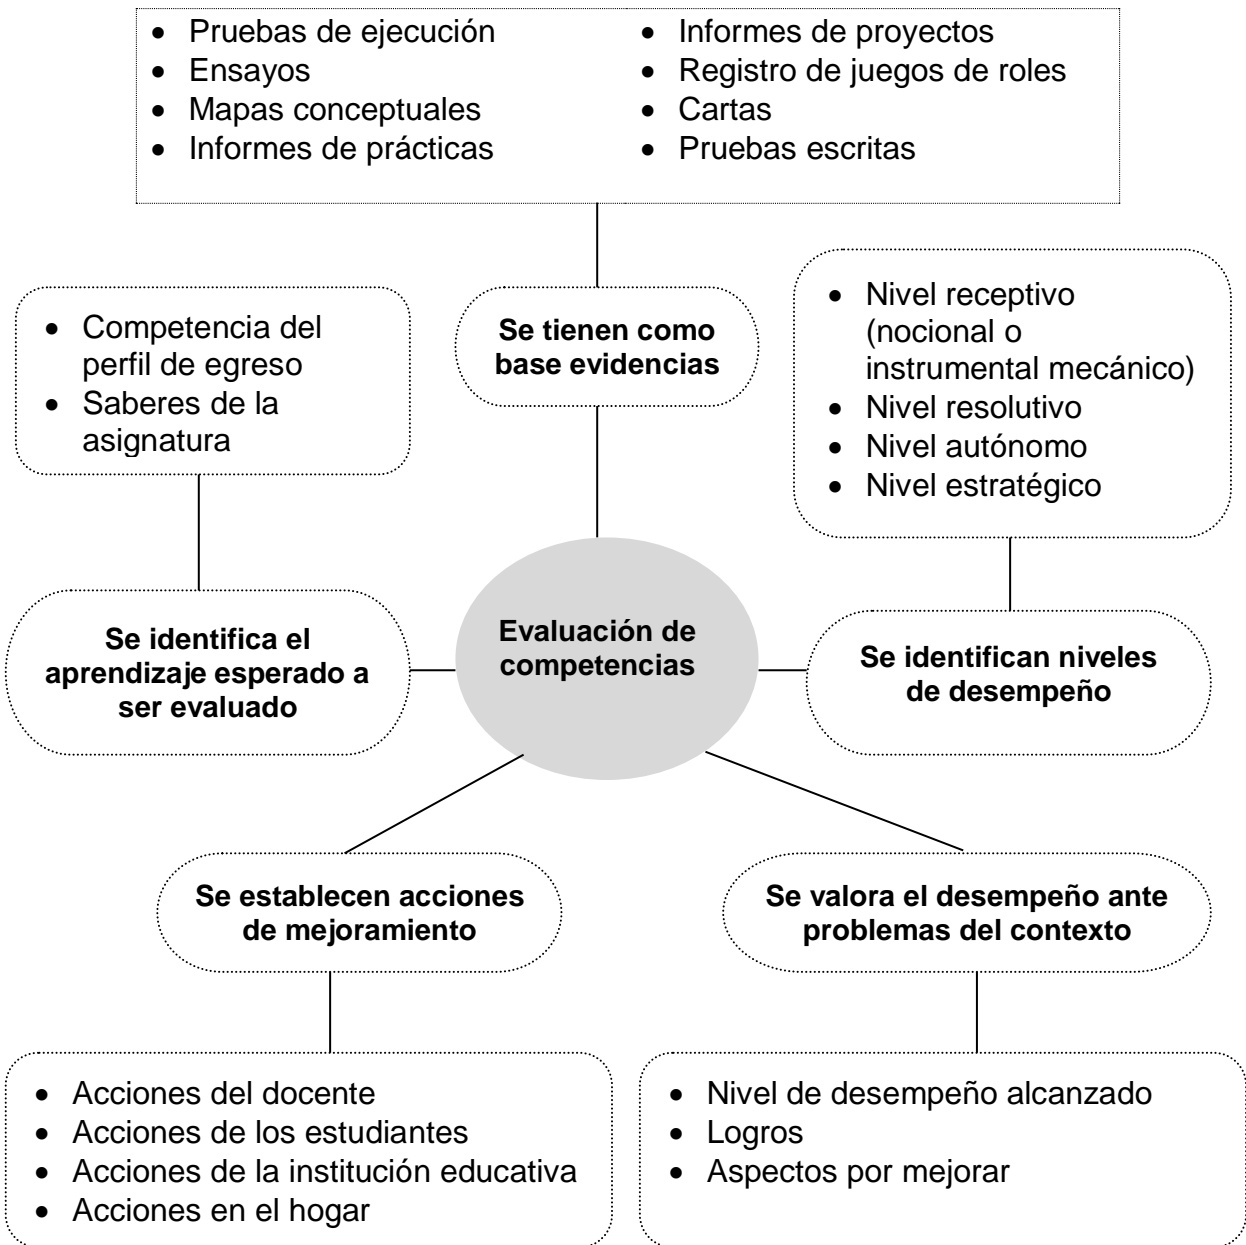 • Pruebas de ejecución
• Ensayos
• Mapas conceptuales
• Informes de prácticas
• Informes de proyectos
• Registro de juegos de roles
• Cartas
• Pruebas escritas
• Competencia del
perfil de egreso
• Saberes de la
asignatura
Se tienen como
base evidencias
• Nivel receptivo
(nocional o
instrumental mecánico)
• Nivel resolutivo
• Nivel autónomo
• Nivel estratégico
Se identifica el
aprendizaje esperado a
ser evaluado
Evaluación de
competencias
Se identifican niveles
de desempeño
Se establecen acciones
de mejoramiento
Se valora el desempeño ante
problemas del contexto
• Acciones del docente
• Acciones de los estudiantes
• Acciones de la institución educativa
• Acciones en el hogar
• Nivel de desempeño alcanzado
• Logros
• Aspectos por mejorar